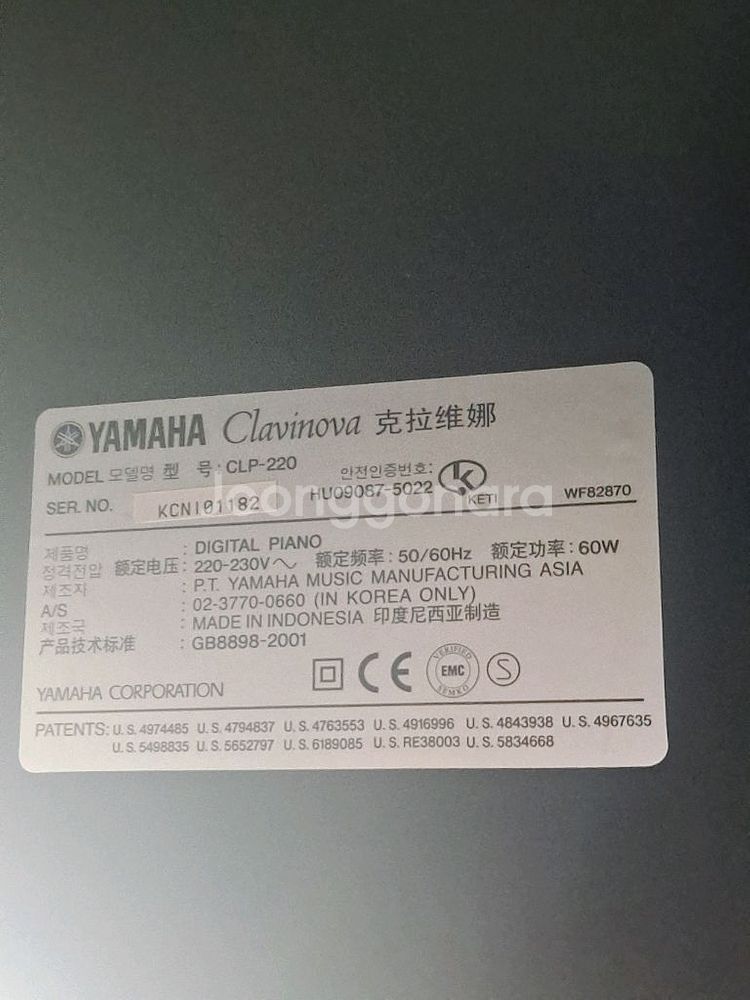 YAMAHA Clavinova 克拉维娜
MODEL 모델명 型 号: CLP-220
안전인증번호:
HU09087-5022
KETI
SER. NO. KCNI01182
WF82870
joonggonara
제품명 : DIGITAL PIANO
정격전압 额定电压: 220-230V～ 额定频率: 50/60Hz 额定功率: 60W
제조자 : P.T. YAMAHA MUSIC MANUFACTURING ASIA
A/S : 02-3770-0660 (IN KOREA ONLY)
제조국 : MADE IN INDONESIA 印度尼西亚制造
产品技术标准 : GB8898-2001
YAMAHA CORPORATION
CE
VERIFIED
EMC
SEMKO
S
PATENTS: U.S. 4974485 U.S. 4794837 U.S. 4763553 U.S. 4916996 U.S. 4843938 U.S. 4967635
U.S. 5498835 U.S. 5652797 U.S. 6189085 U.S. RE38003 U.S. 5834668